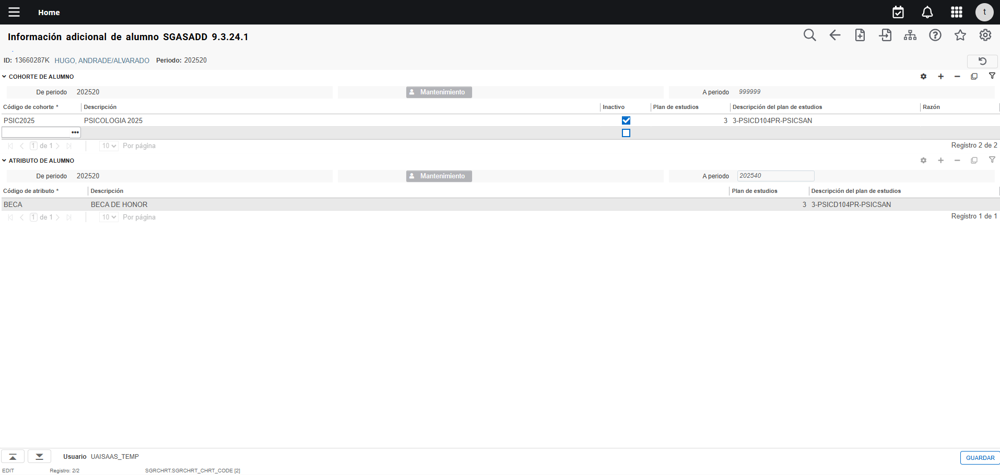 Home
t
Información adicional de alumno SGASADD 9.3.24.1
ID: 13660287K HUGO, ANDRADE/ALVARADO Periodo: 202520
COHORTE DE ALUMNO
De periodo 202520 Mantenimiento A periodo 999999
Código de cohorte * Descripción Inactivo Plan de estudios Descripción del plan de estudios Razón
PSIC2025 PSICOLOGIA 2025 3 3-PSICD104PR-PSICSAN
1 de 1 10 Por página Registro 2 de 2
ATRIBUTO DE ALUMNO
De periodo 202520 Mantenimiento A periodo 202540
Código de atributo * Descripción Plan de estudios Descripción del plan de estudios
BECA BECA DE HONOR 3 3-PSICD104PR-PSICSAN
1 de 1 10 Por página Registro 1 de 1
Usuario UAISAAS_TEMP GUARDAR
EDIT Registro: 2/2 SGRCHRT.SGRCHRT_CHRT_CODE [2]